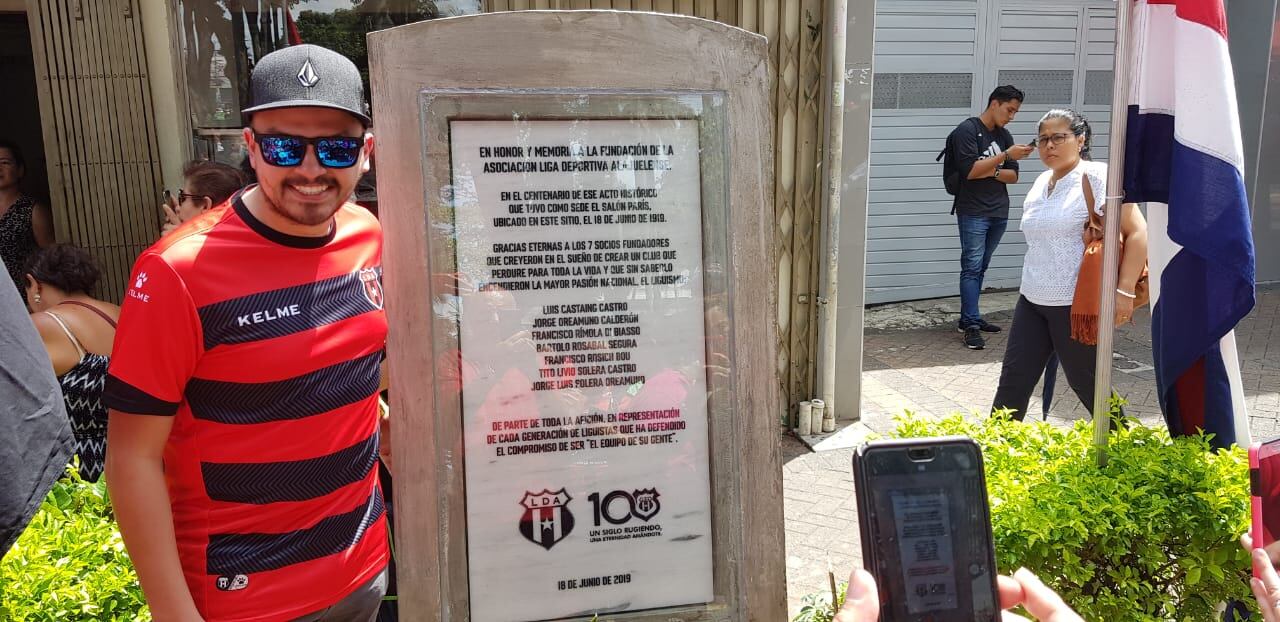 EN HONOR Y MEMORIA A LA FUNDACIÓN DE LA
ASOCIACIÓN LIGA DEPORTIVA ALAJUELENSE.
EN EL CENTENARIO DE ESE ACTO HISTÓRICO
QUE TUVO COMO SEDE EL SALÓN PARÍS,
UBICADO EN ESTE SITIO, EL 18 DE JUNIO DE 1919.
GRACIAS ETERNAS A LOS 7 SOCIOS FUNDADORES
QUE CREYERON EN EL SUEÑO DE CREAR UN CLUB QUE
PERDURE PARA TODA LA VIDA Y QUE SIN SABERLO
ENCENDIERON LA MAYOR PASIÓN NACIONAL, EL LIGUISMO
LUIS CASTAING CASTRO
JORGE OREAMUNO CALDERÓN
FRANCISCO RÍMOLA DI BIASSO
BARTOLO ROSABAL SEGURA
FRANCISCO ROSICH BOU
TITO LIVIO SOLERA CASTRO
JORGE LUIS SOLERA OREAMUNO
DE PARTE DE TODA LA AFICIÓN, EN REPRESENTACIÓN
DE CADA GENERACIÓN DE LIGUISTAS QUE HA DEFENDIDO
EL COMPROMISO DE SER "EL EQUIPO DE SU GENTE".
LDA
100
UN SIGLO RUGIENDO,
UNA ETERNIDAD AMÁNDOTE.
18 DE JUNIO DE 2019
KELME
LDA